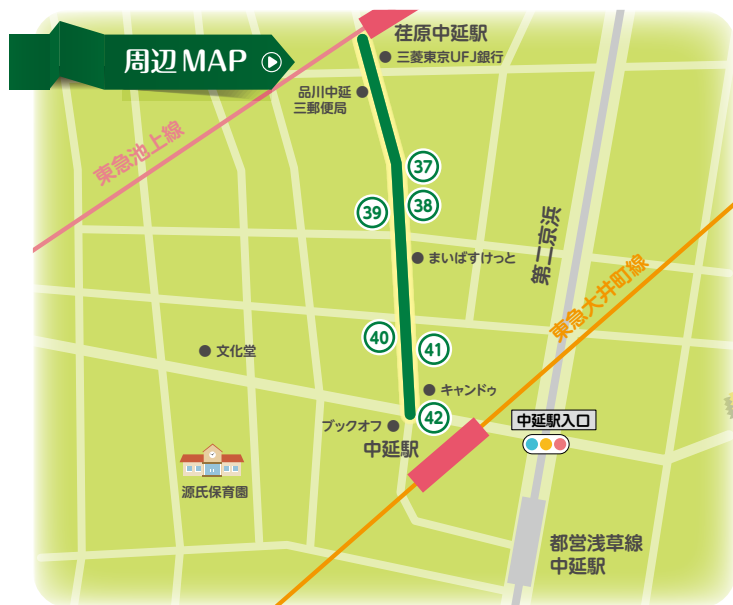 周辺MAP
荏原中延駅
三菱東京UFJ銀行
品川中延
三郵便局
東急池上線
37
38
39
第二京浜
まいばすけっと
東急大井町線
40
41
文化堂
キャンドゥ
42
ブックオフ
中延駅入口
中延駅
源氏保育園
都営浅草線
中延駅